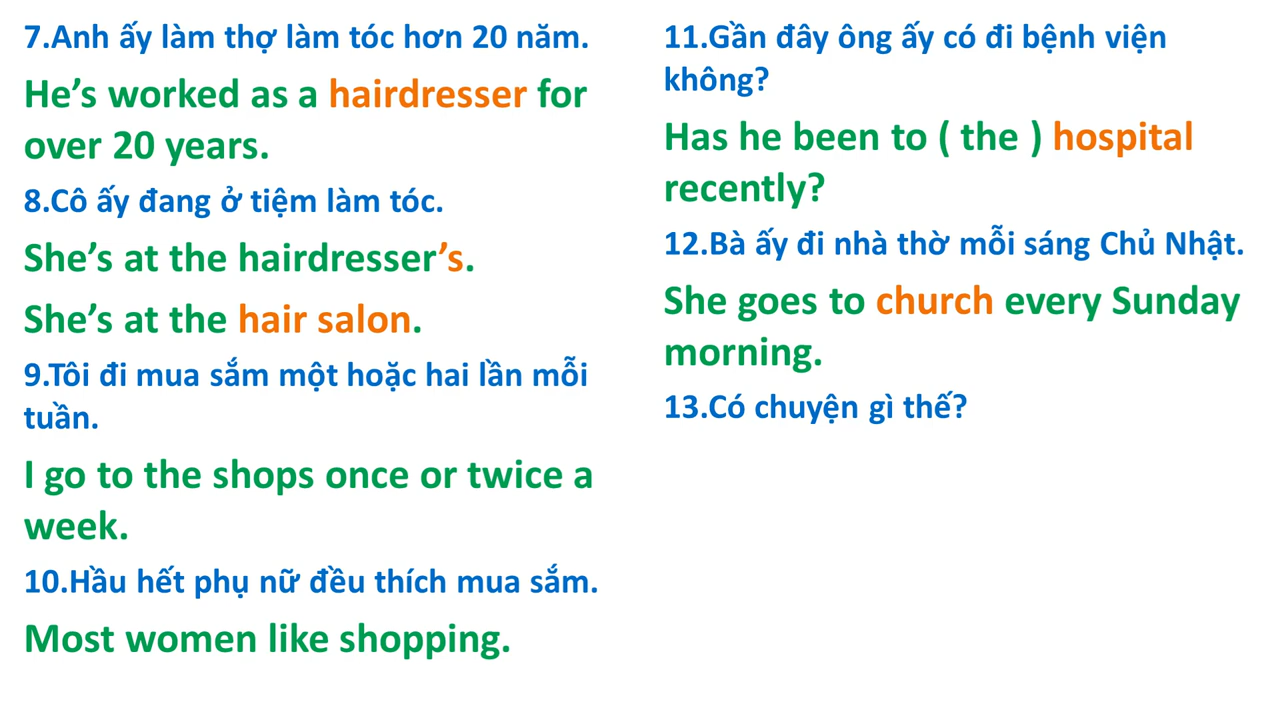 7.Anh ấy làm thợ làm tóc hơn 20 năm.
He’s worked as a hairdresser for
over 20 years.
8.Cô ấy đang ở tiệm làm tóc.
She’s at the hairdresser’s.
She’s at the hair salon.
9.Tôi đi mua sắm một hoặc hai lần mỗi
tuần.
I go to the shops once or twice a
week.
10.Hầu hết phụ nữ đều thích mua sắm.
Most women like shopping.
11.Gần đây ông ấy có đi bệnh viện
không?
Has he been to ( the ) hospital
recently?
12.Bà ấy đi nhà thờ mỗi sáng Chủ Nhật.
She goes to church every Sunday
morning.
13.Có chuyện gì thế?